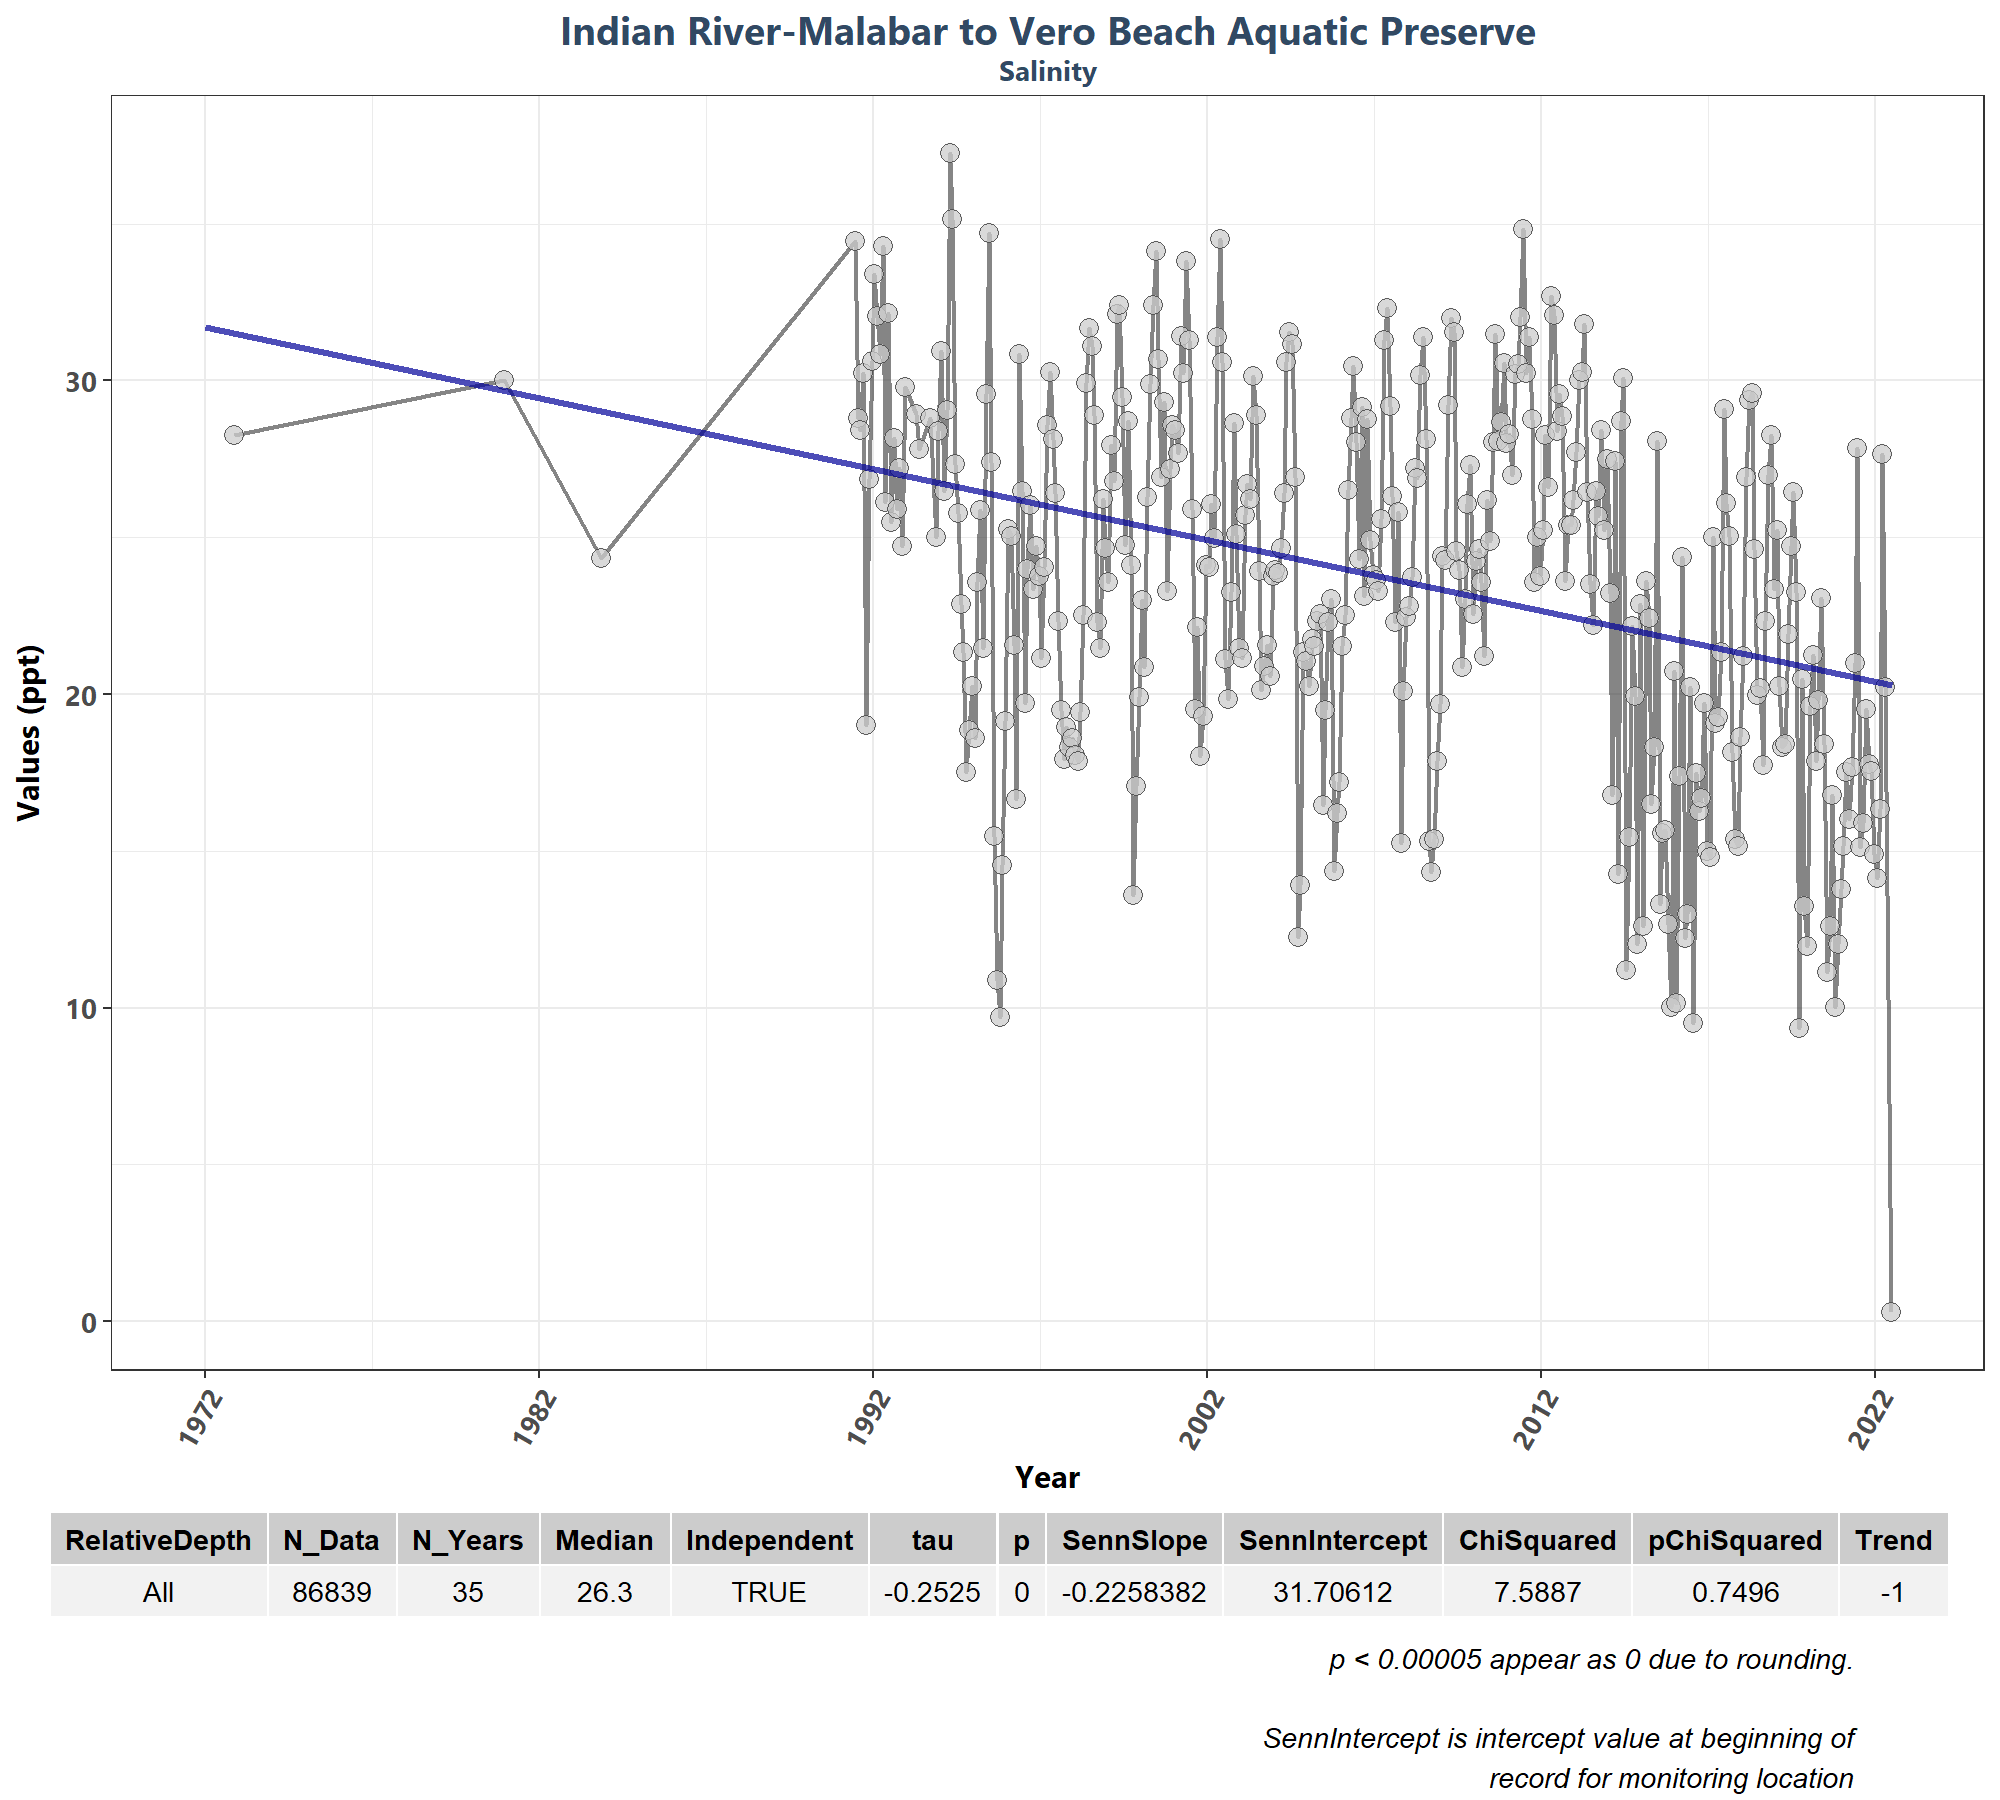 Indian River-Malabar to Vero Beach Aquatic Preserve
Salinity
Values (ppt)
30
20
10
0
1972
1982
1992
2002
2012
2022
Year
RelativeDepth N_Data N_Years Median Independent tau p SennSlope SennIntercept ChiSquared pChiSquared Trend
All 86839 35 26.3 TRUE -0.2525 0 -0.2258382 31.70612 7.5887 0.7496 -1
p < 0.00005 appear as 0 due to rounding.
SennIntercept is intercept value at beginning of
record for monitoring location